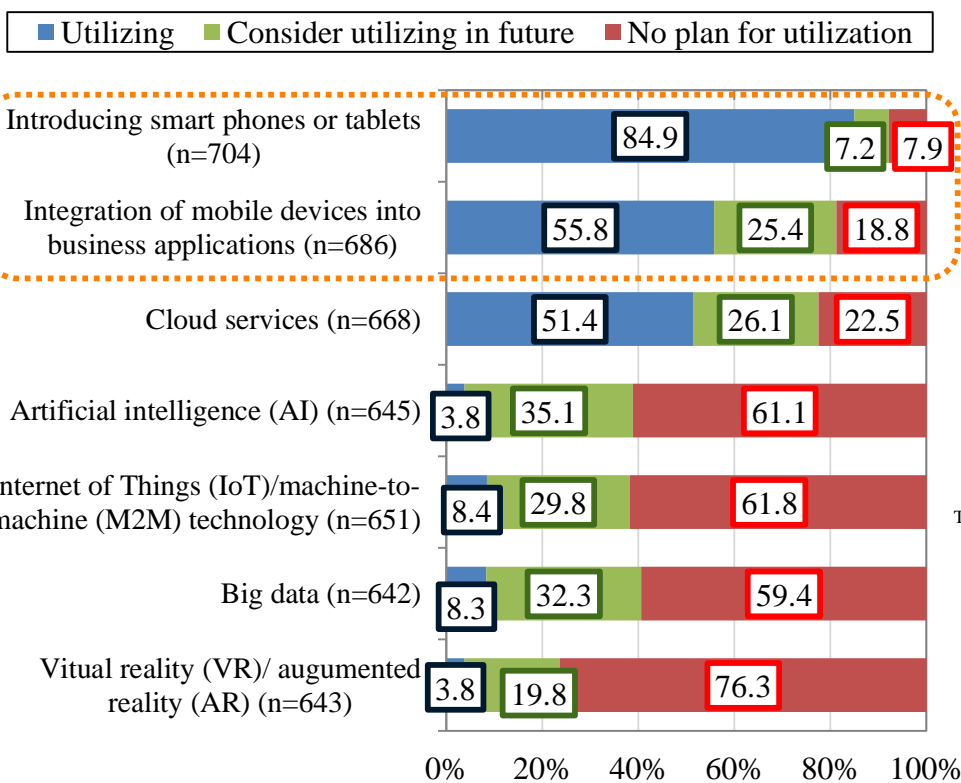 Utilizing Consider utilizing in future No plan for utilization
Introducing smart phones or tablets
(n=704)
84.9 7.2 7.9
Integration of mobile devices into
business applications (n=686)
55.8 25.4 18.8
Cloud services (n=668)
51.4 26.1 22.5
Artificial intelligence (AI) (n=645)
3.8 35.1 61.1
nternet of Things (IoT)/machine-to-
machine (M2M) technology (n=651)
8.4 29.8 61.8
T
Big data (n=642)
8.3 32.3 59.4
Vitual reality (VR)/ augumented
reality (AR) (n=643)
3.8 19.8 76.3
0% 20% 40% 60% 80% 100%